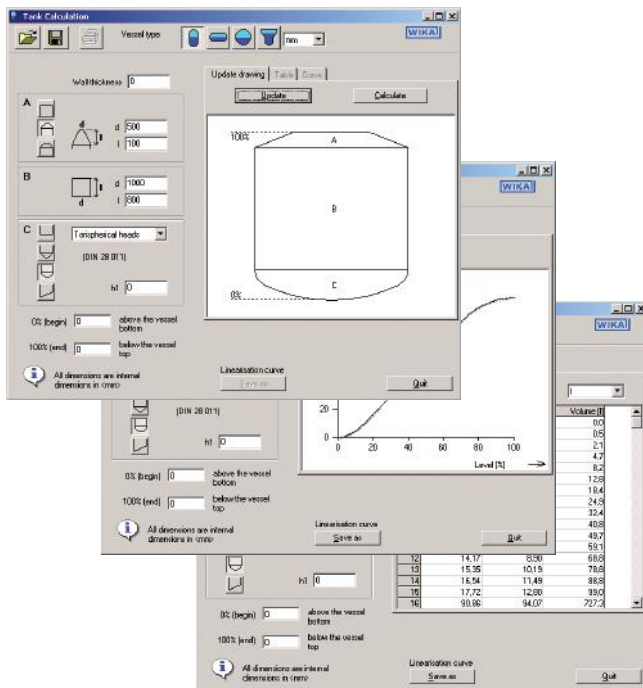 Tank Calculation
Vessel type
mm
WIKA
Wall thickness 0
Update drawing Table Curve
Update Calculate
A
d
l
d 500
l 100
100%
A
B
d
l
d 1000
l 800
B
C
Torispherical heads
(DIN 28 011)
h1 0
C
0%
0% (begin) 0 above the vessel bottom
100% (end) 0 below the vessel top
i
All dimensions are internal
dimensions in <mm>
Linearisation curve
Save as
Quit
WIKA
20
0
0 20 40 60 80 100
Level [%]
(DIN 28 011)
h1 0
0% (begin) 0 above the vessel bottom
100% (end) 0 below the vessel top
i
All dimensions are internal
dimensions in <mm>
Linearisation curve
Save as
Quit
WIKA
l
Volume [l]
0,0
0,5
2,1
4,7
8,2
12,8
18,4
24,9
32,4
40,8
49,7
59,1
12 14,17 8,90 68,8
13 15,35 10,19 78,8
16,54 11,49 88,8
15 17,72 12,80 99,0
16 90,86 94,07 727,3
h1 0
0% (begin) 0 above the vessel bottom
100% (end) 0 below the vessel top
i
All dimensions are internal
dimensions in <mm>
Linearisation curve
Save as
Quit